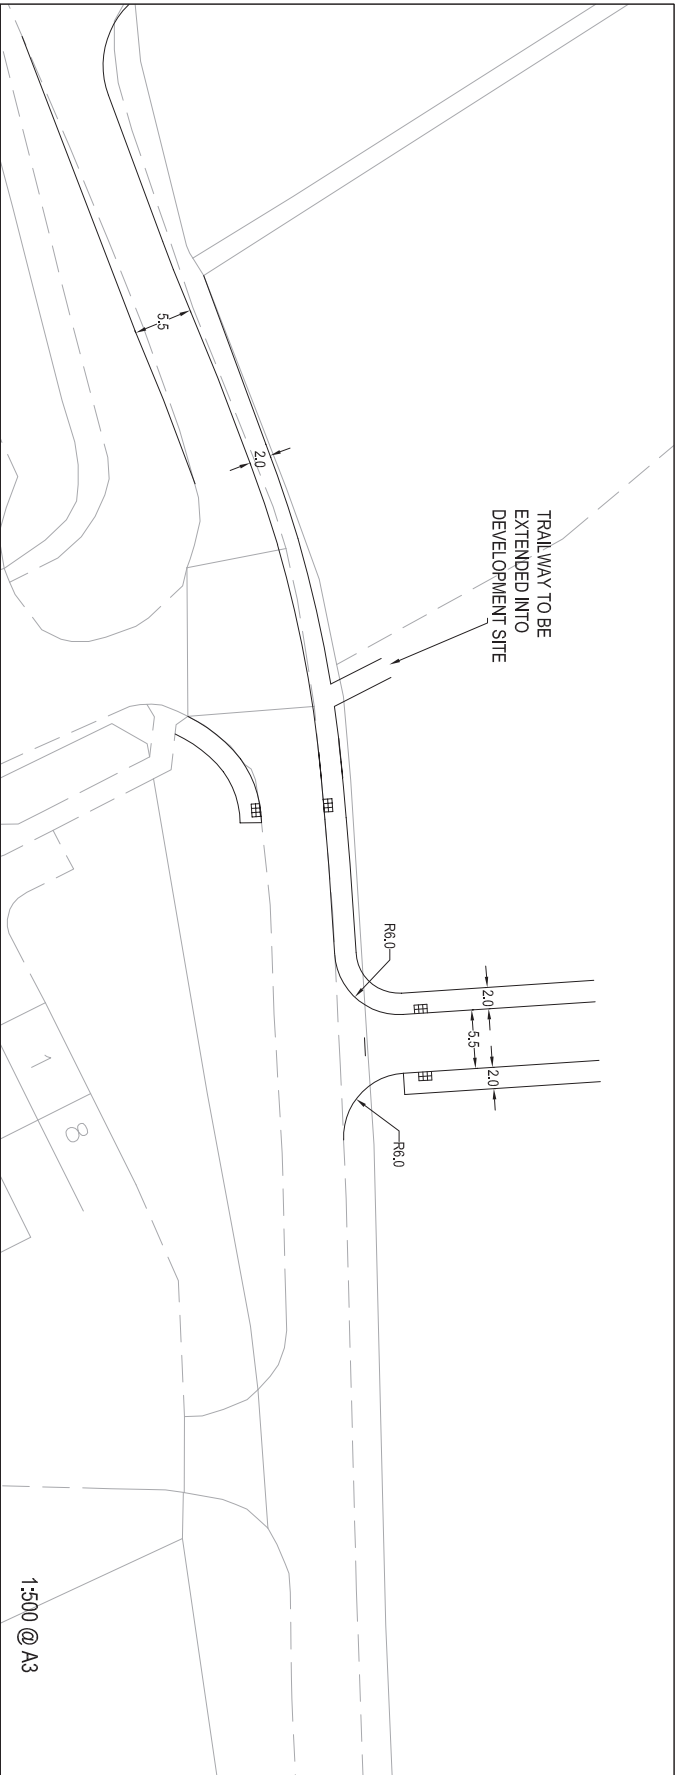 5.5
2.0
TRAILWAY TO BE
EXTENDED INTO
DEVELOPMENT SITE
R6.0
2.0
5.5
2.0
R6.0
1
8
1:500 @ A3